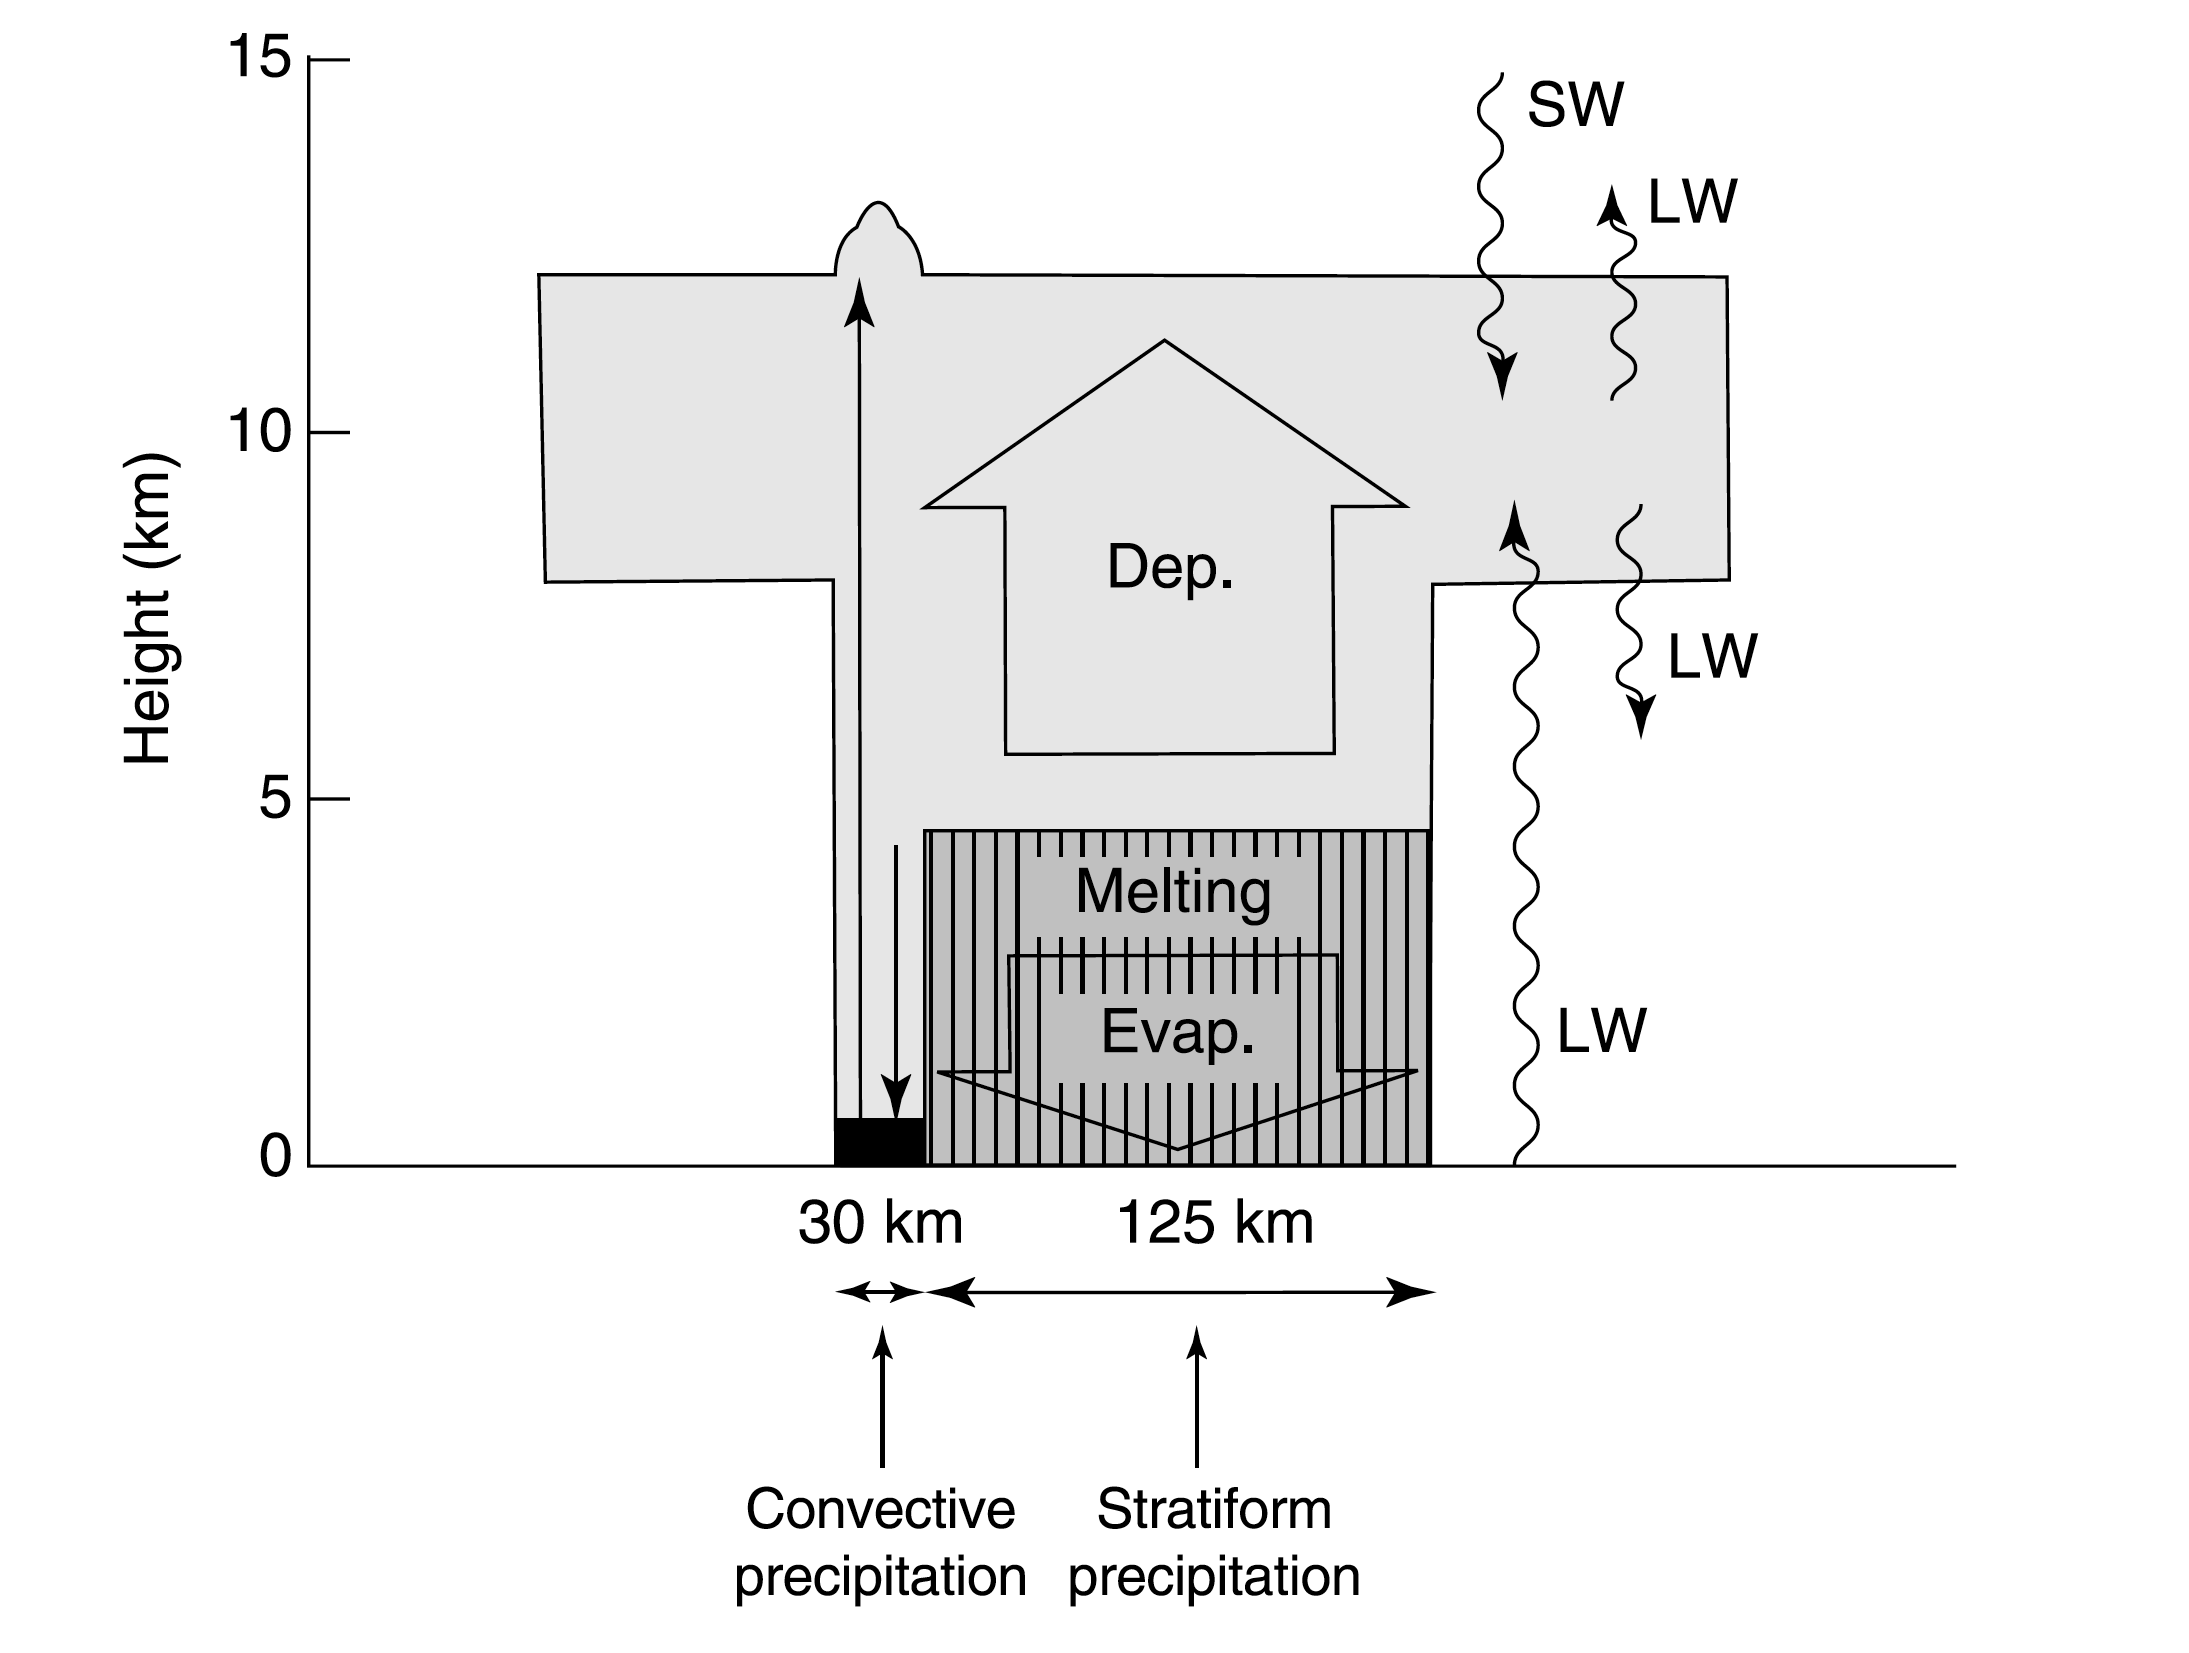 15
SW
LW
10
Height (km)
Dep.
LW
5
Melting
Evap.
LW
0
30 km
125 km
Convective
precipitation
Stratiform
precipitation